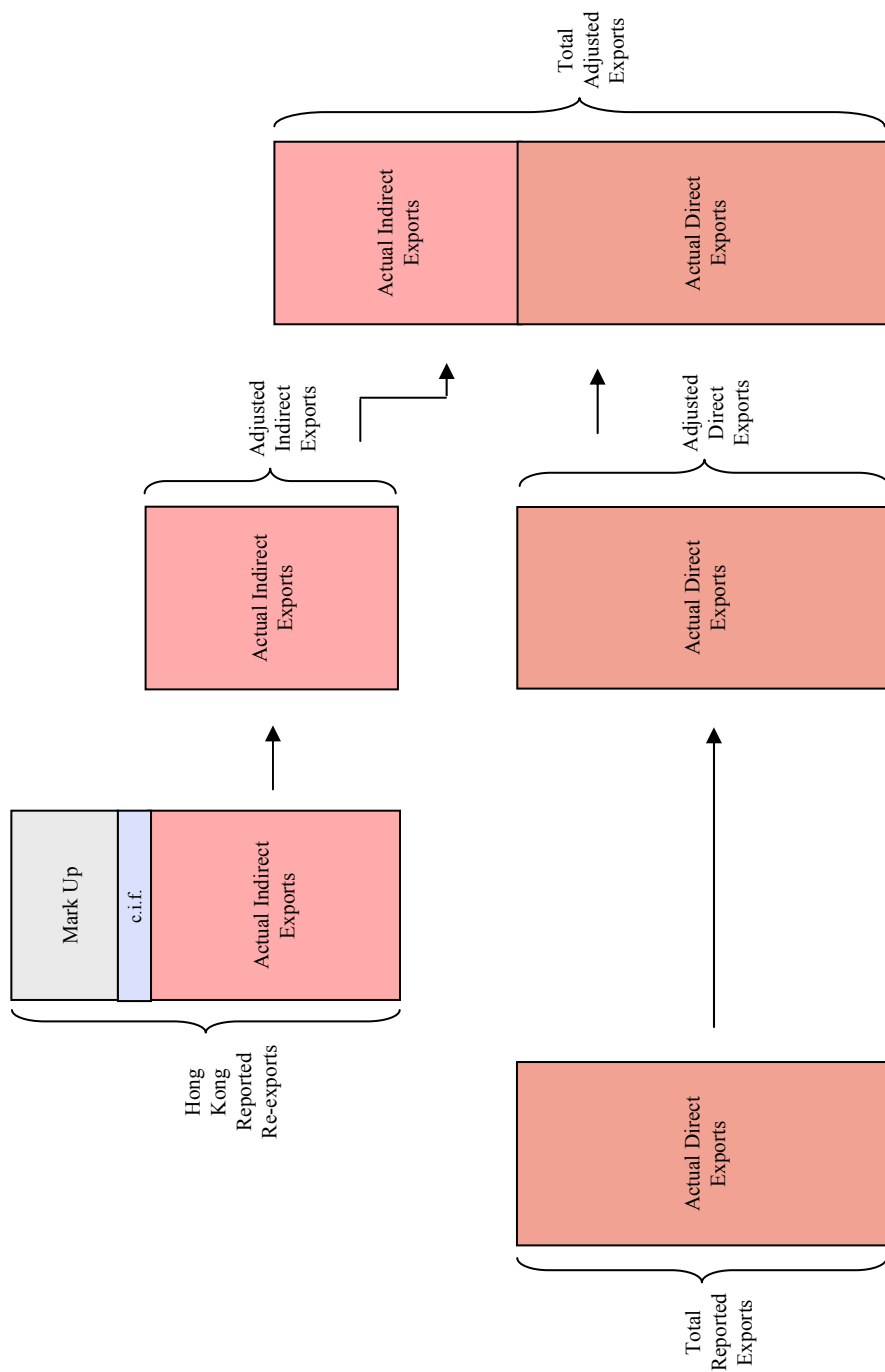 Hong
Kong
Reported
Re-exports
Mark Up
c.i.f.
Actual Indirect
Exports
Actual Indirect
Exports
Adjusted
Indirect
Exports
Actual Indirect
Exports
Actual Direct
Exports
Total
Adjusted
Exports
Total
Reported
Exports
Actual Direct
Exports
Actual Direct
Exports
Adjusted
Direct
Exports